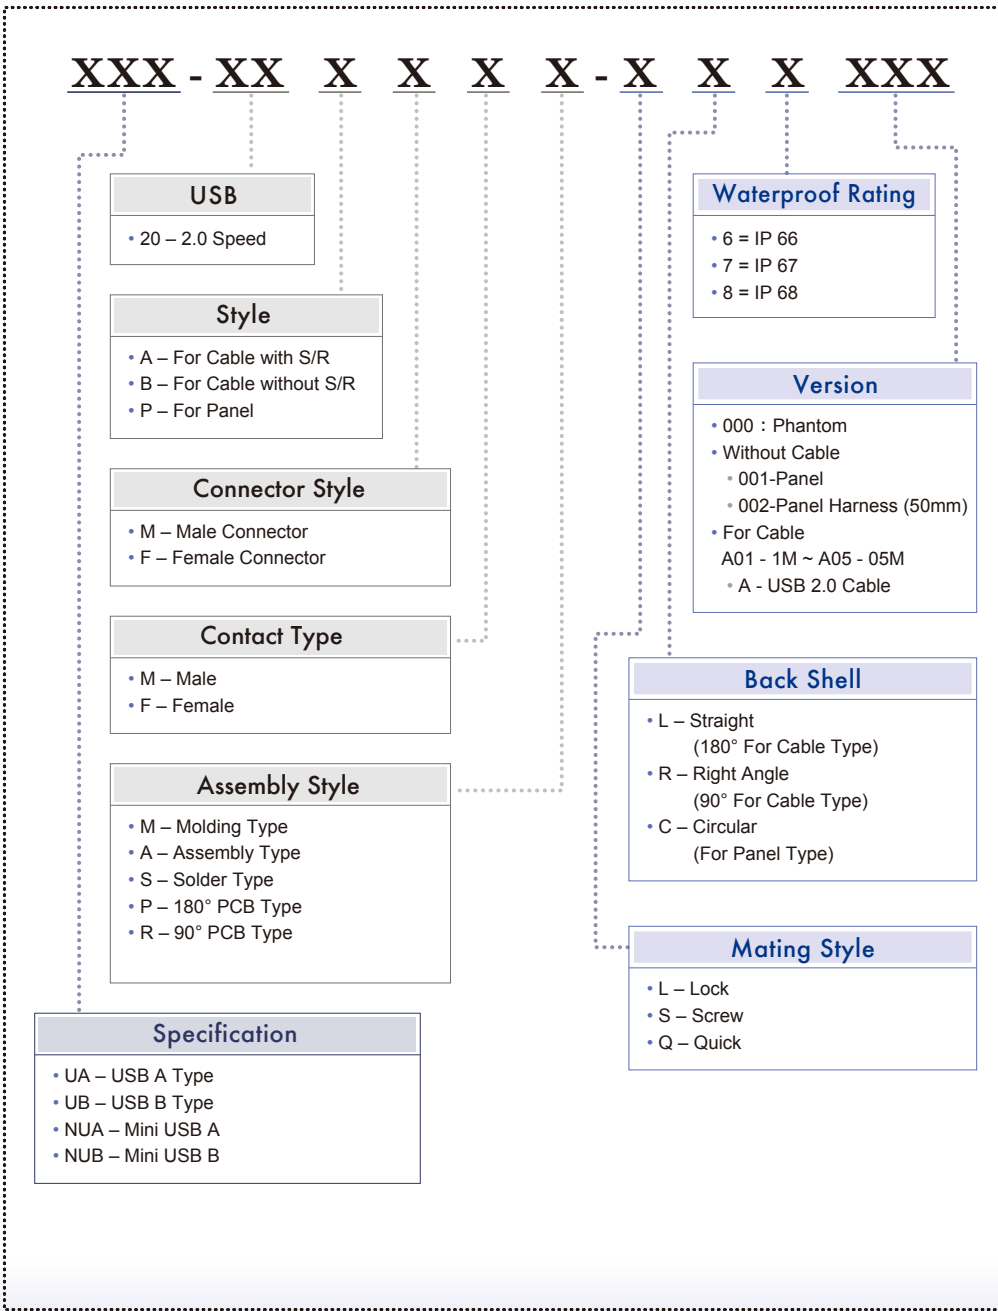 XXX - XX X X X X - X X X XXX
USB
• 20 – 2.0 Speed
Style
• A – For Cable with S/R
• B – For Cable without S/R
• P – For Panel
Connector Style
• M – Male Connector
• F – Female Connector
Contact Type
• M – Male
• F – Female
Assembly Style
• M – Molding Type
• A – Assembly Type
• S – Solder Type
• P – 180° PCB Type
• R – 90° PCB Type
Specification
• UA – USB A Type
• UB – USB B Type
• NUA – Mini USB A
• NUB – Mini USB B
Waterproof Rating
• 6 = IP 66
• 7 = IP 67
• 8 = IP 68
Version
• 000：Phantom
• Without Cable
• 001-Panel
• 002-Panel Harness (50mm)
• For Cable
A01 - 1M ~ A05 - 05M
• A - USB 2.0 Cable
Back Shell
• L – Straight
(180° For Cable Type)
• R – Right Angle
(90° For Cable Type)
• C – Circular
(For Panel Type)
Mating Style
• L – Lock
• S – Screw
• Q – Quick